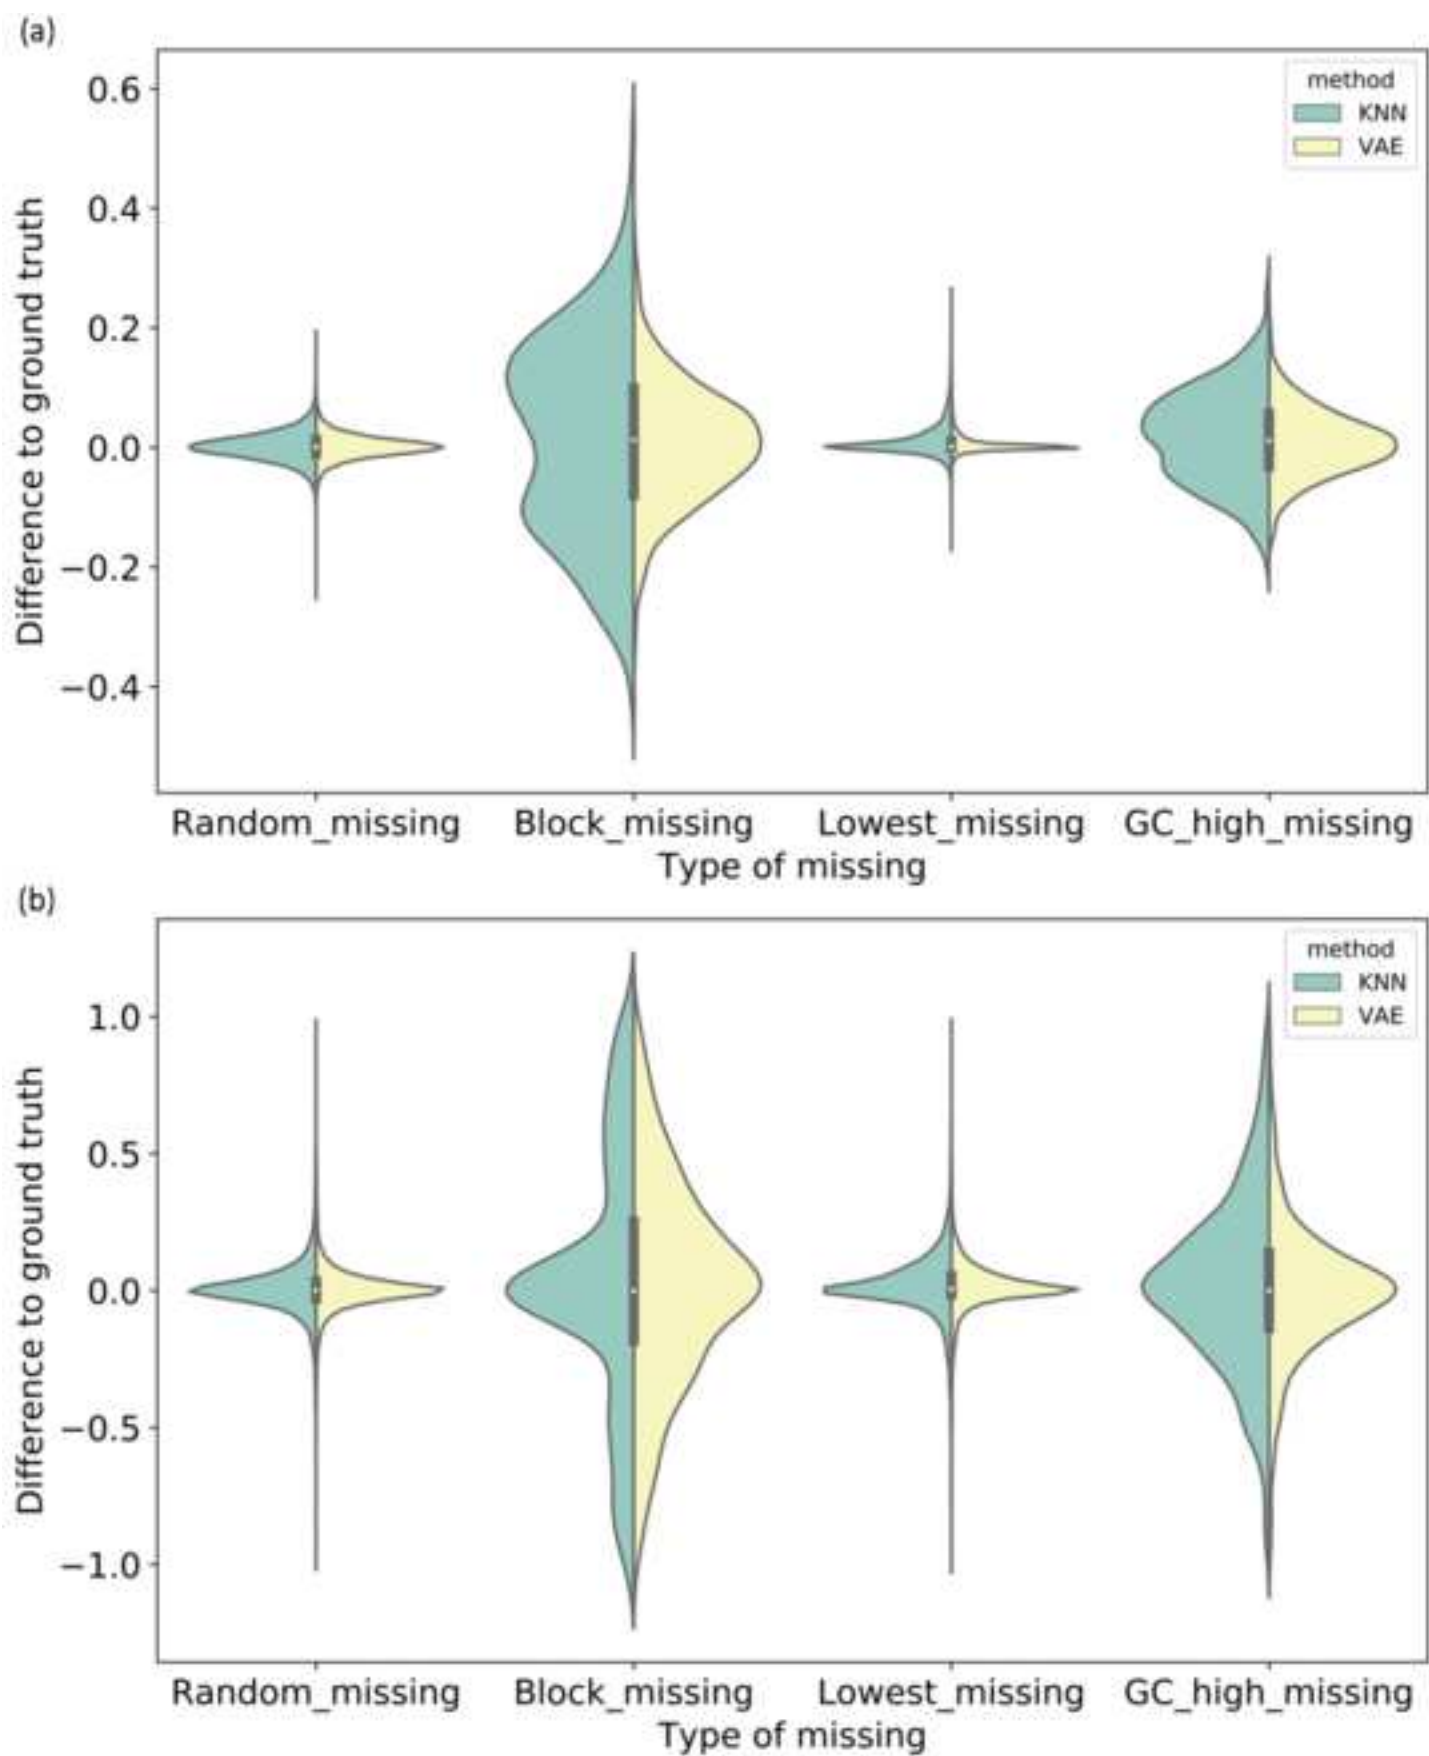 (a)
0.6
0.4
0.2
0.0
−0.2
−0.4
Difference to ground truth
method
KNN
VAE
Random_missing Block_missing Lowest_missing GC_high_missing
Type of missing
(b)
1.0
0.5
0.0
−0.5
−1.0
Difference to ground truth
method
KNN
VAE
Random_missing Block_missing Lowest_missing GC_high_missing
Type of missing